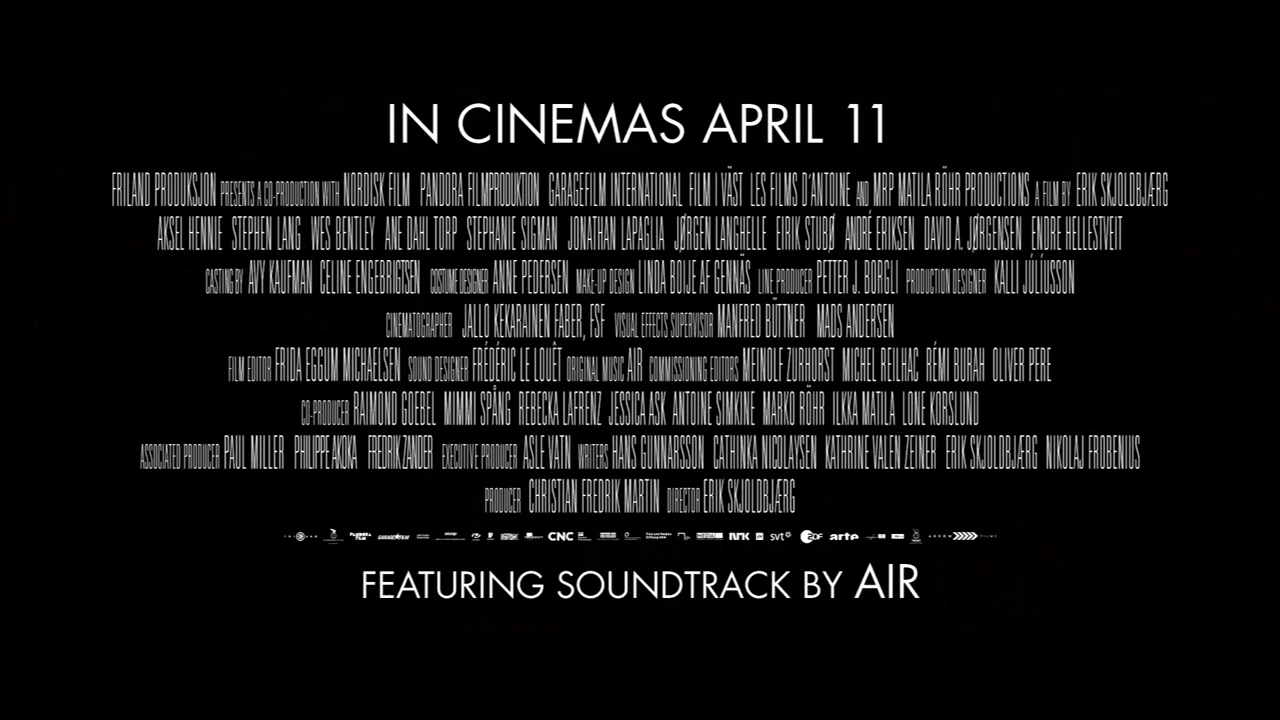 IN CINEMAS APRIL 11
FRILAND PRODUKSJON PRESENTS A CO-PRODUCTION WITH NORDISK FILM PANDORA FILMPRODUKTION GARAGEFILM INTERNATIONAL FILM I VÄST LES FILMS D'ANTOINE AND MRP MATILA RÖHR PRODUCTIONS A FILM BY ERIK SKJOLDBJÆRG
AKSEL HENNIE STEPHEN LANG WES BENTLEY ANE DAHL TORP STEPHANIE SIGMAN JONATHAN LAPAGLIA JØRGEN LANGHELLE EIRIK STUBØ ANDRÉ ERIKSEN DAVID A. JØRGENSEN ENDRE HELLESTVEIT
CASTING BY AVY KAUFMAN CELINE ENGEBRIGTSEN COSTUME DESIGNER ANNE PEDERSEN MAKE-UP DESIGN LINDA BOIJE AF GENNÄS LINE PRODUCER PETTER J. BORGLI PRODUCTION DESIGNER KALLI JÚLÍUSSON
CINEMATOGRAPHER JALLO KEKARAINEN FABER, FSF VISUAL EFFECTS SUPERVISOR MANFRED BÜTTNER MADS ANDERSEN
FILM EDITOR FRIDA EGGUM MICHAELSEN SOUND DESIGNER FRÉDÉRIC LE LOUÊT ORIGINAL MUSIC AIR COMMISSIONING EDITORS MEINOLF ZURHORST MICHEL REILHAC RÉMI BURAH OLIVER PERE
CO-PRODUCER RAIMOND GOEBEL MIMMI SPÅNG REBECKA LAFRENZ JESSICA ASK ANTOINE SIMKINE MARKO RÖHR ILKKA MATILA LONE KORSLUND
ASSOCIATED PRODUCER PAUL MILLER PHILIPPE AKOKA FREDRIK ZANDER EXECUTIVE PRODUCER ASLE VATN WRITERS HANS GUNNARSSON CATHINKA NICOLAYSEN KATHRINE VALEN ZEINER ERIK SKJOLDBJÆRG NIKOLAJ FROBENIUS
PRODUCER CHRISTIAN FREDRIK MARTIN DIRECTOR ERIK SKJOLDBJÆRG
CNC NRK svt ZDF arte
FEATURING SOUNDTRACK BY AIR